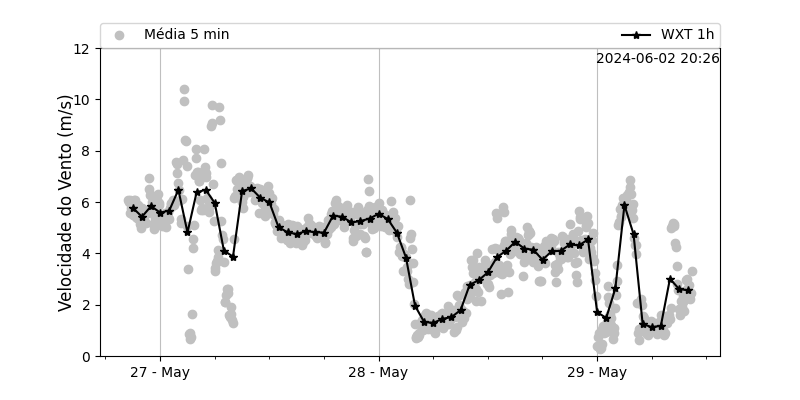 Média 5 min
WXT 1h
12
2024-06-02 20:26
10
8
6
4
2
0
Velocidade do Vento (m/s)
27 - May
28 - May
29 - May